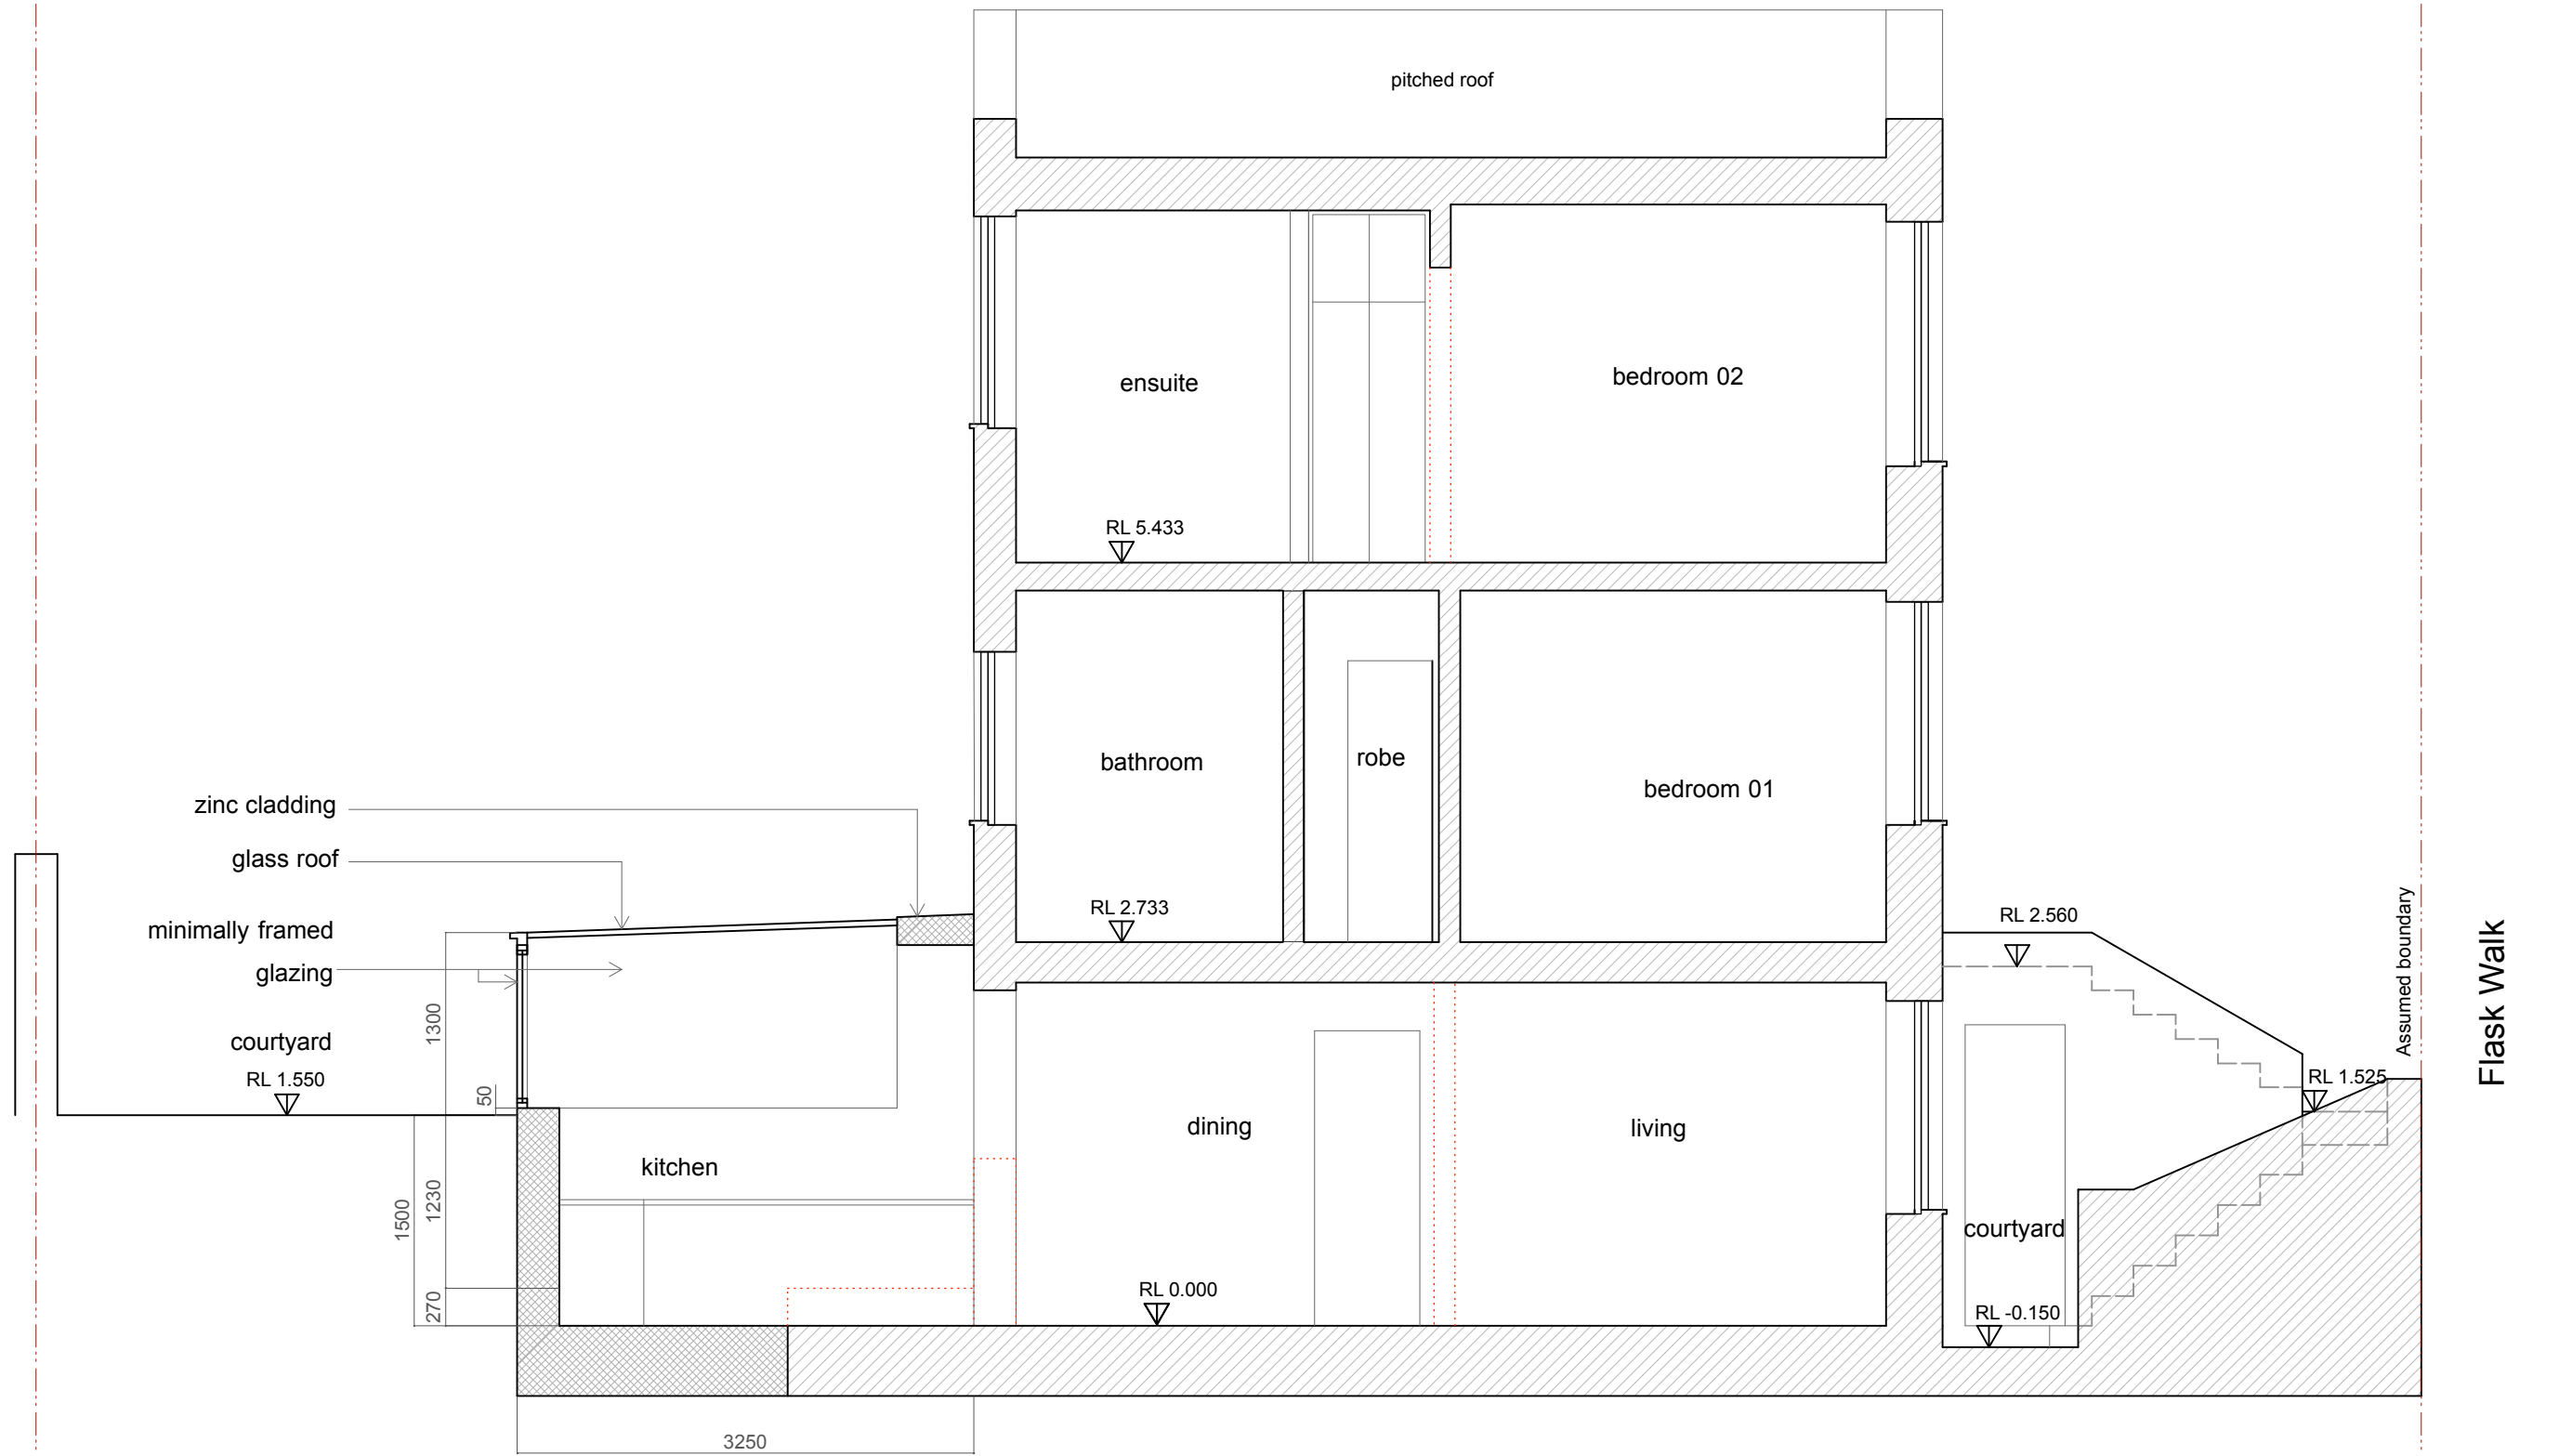 pitched roof
ensuite
bedroom 02
RL 5.433
bathroom
robe
bedroom 01
zinc cladding
glass roof
minimally framed
glazing
RL 2.733
RL 2.560
Assumed boundary
Flask Walk
courtyard
RL 1.550
1300
50
RL 1.525
dining
living
kitchen
1500
1230
270
courtyard
RL 0.000
RL -0.150
3250